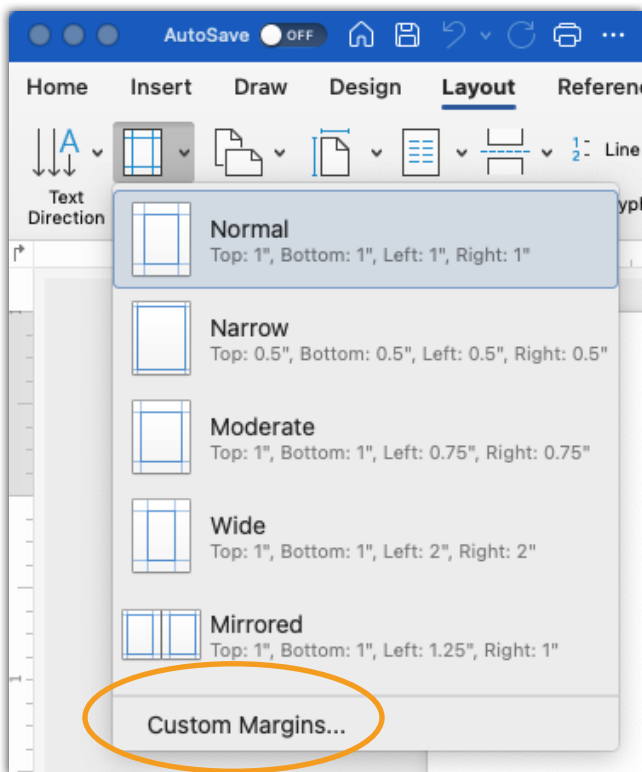 AutoSave OFF
Home Insert Draw Design Layout
Line
Text
Direction
Normal
Top: 1", Bottom: 1", Left: 1", Right: 1"
Narrow
Top: 0.5", Bottom: 0.5", Left: 0.5", Right: 0.5"
Moderate
Top: 1", Bottom: 1", Left: 0.75", Right: 0.75"
Wide
Top: 1", Bottom: 1", Left: 2", Right: 2"
Mirrored
Top: 1", Bottom: 1", Left: 1.25", Right: 1"
Custom Margins...